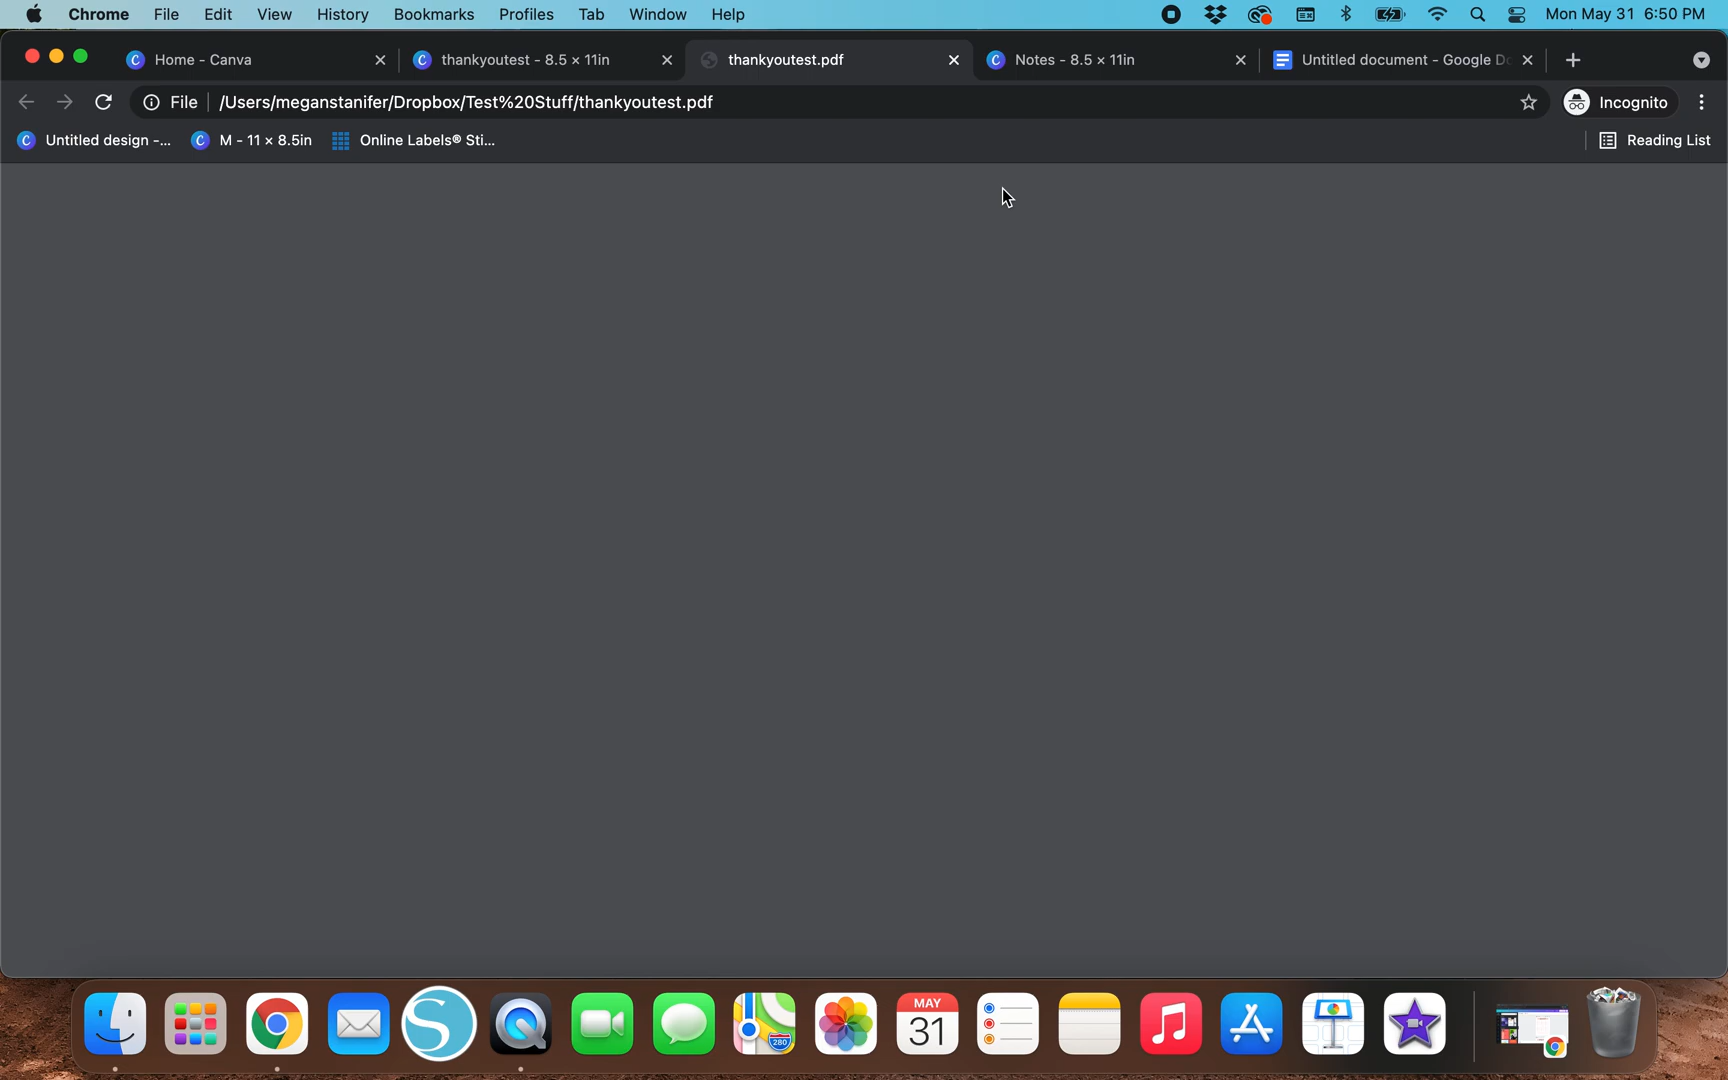 Chrome File Edit View History Bookmarks Profiles Tab Window Help Mon May 31 6:50 PM
Home - Canva thankyoutest - 8.5 × 11in thankyoutest.pdf Notes - 8.5 × 11in Untitled document - Google Do
File /Users/meganstanifer/Dropbox/Test%20Stuff/thankyoutest.pdf Incognito
Untitled design -... M - 11 × 8.5in Online Labels® Sti... Reading List
MAY
31
280